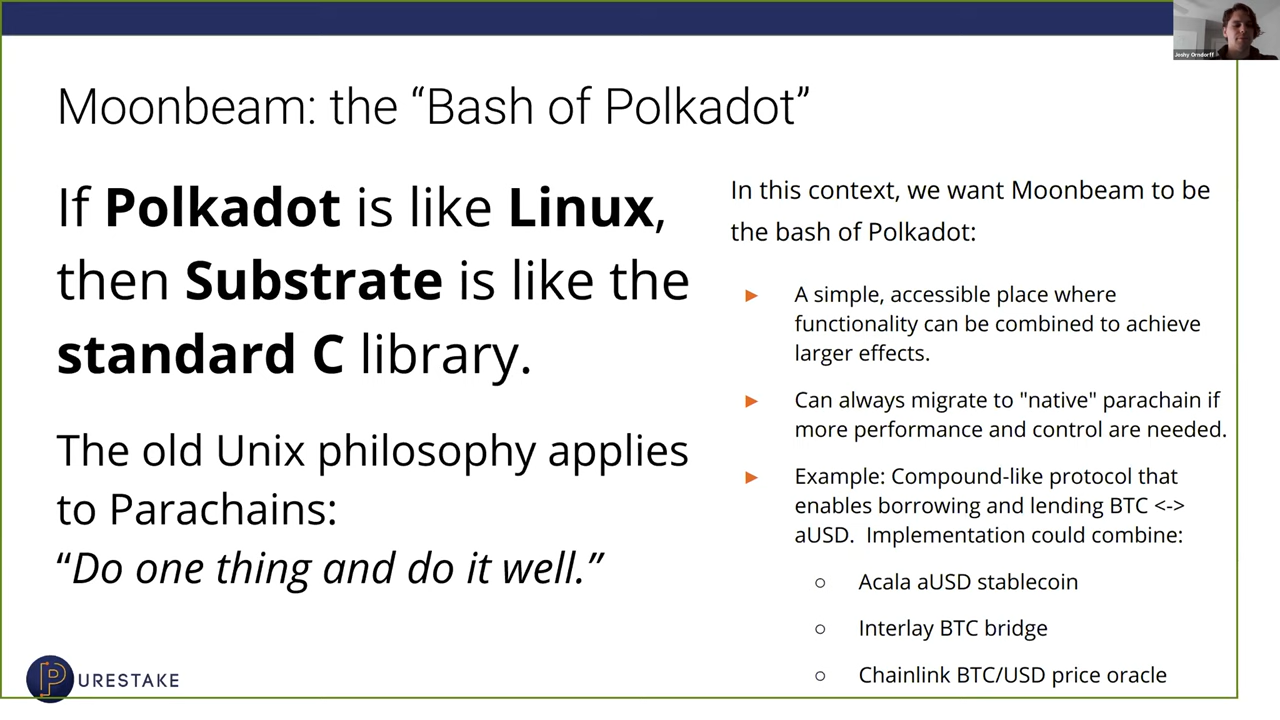 Joshy Orndorff
Moonbeam: the “Bash of Polkadot”
If Polkadot is like Linux,
then Substrate is like the
standard C library.
The old Unix philosophy applies
to Parachains:
“Do one thing and do it well.”
In this context, we want Moonbeam to be
the bash of Polkadot:
► A simple, accessible place where
functionality can be combined to achieve
larger effects.
► Can always migrate to "native" parachain if
more performance and control are needed.
► Example: Compound-like protocol that
enables borrowing and lending BTC <->
aUSD.  Implementation could combine:
○ Acala aUSD stablecoin
○ Interlay BTC bridge
○ Chainlink BTC/USD price oracle
PURESTAKE